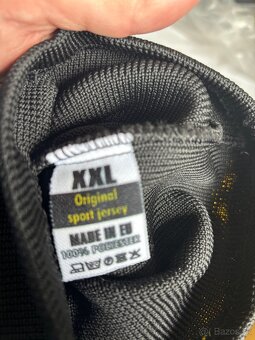 XXL
Original
sport jersey
MADE IN EU
100% POLYESTER